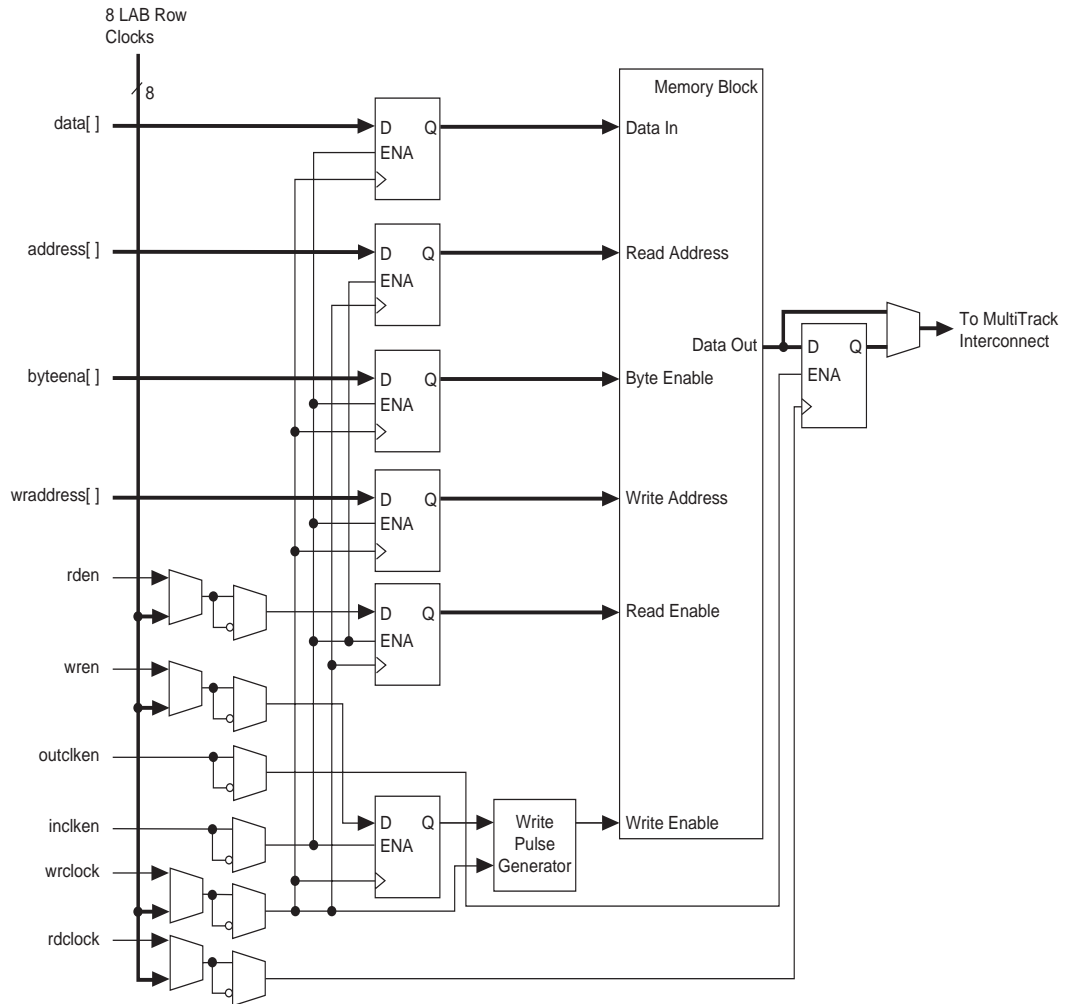 8 LAB Row
Clocks
8
Memory Block
data[ ]
D Q
ENA
Data In
address[ ]
D Q
ENA
Read Address
To MultiTrack
Interconnect
Data Out
D Q
ENA
byteena[ ]
D Q
ENA
Byte Enable
wraddress[ ]
D Q
ENA
Write Address
rden
D Q
ENA
Read Enable
wren
outclken
inclken
D Q
ENA
Write
Pulse
Generator
Write Enable
wrclock
rdclock